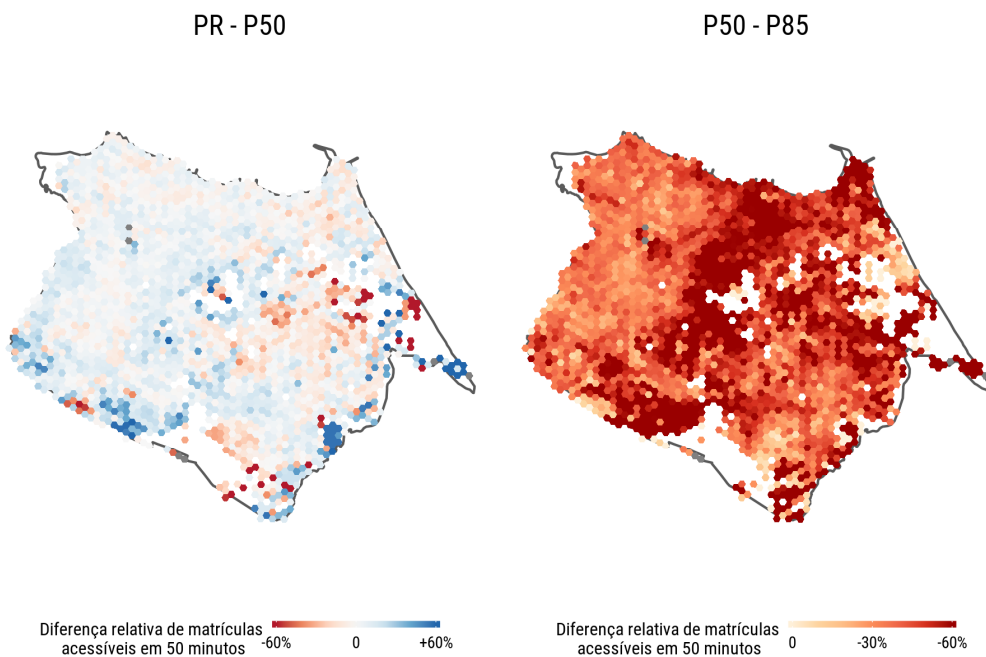 PR - P50
P50 - P85
Diferença relativa de matrículas
acessíveis em 50 minutos
-60%
0
+60%
Diferença relativa de matrículas
acessíveis em 50 minutos
0
-30%
-60%